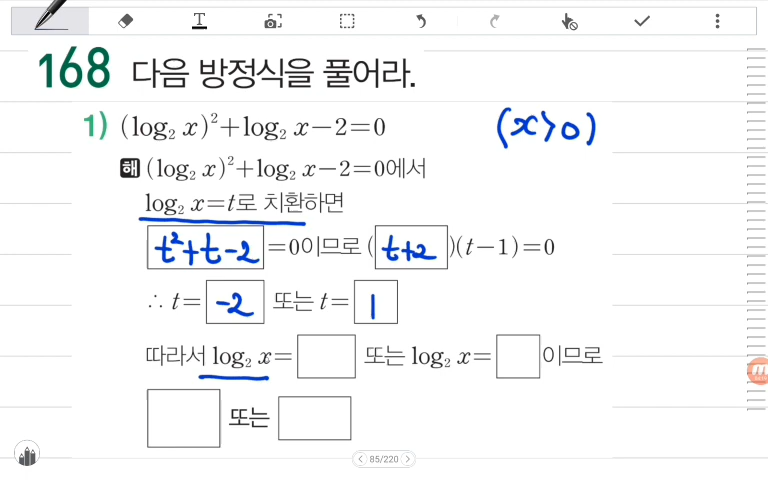 T
168 다음 방정식을 풀어라.
1) (log₂ x)²+log₂ x−2=0 (x>0)
해 (log₂ x)²+log₂ x−2=0에서
log₂ x=t로 치환하면
t²+t-2 =0이므로 (t+2)(t−1)=0
∴ t= -2 또는 t= 1
따라서 log₂ x= 또는 log₂ x= 이므로
또는
85/220